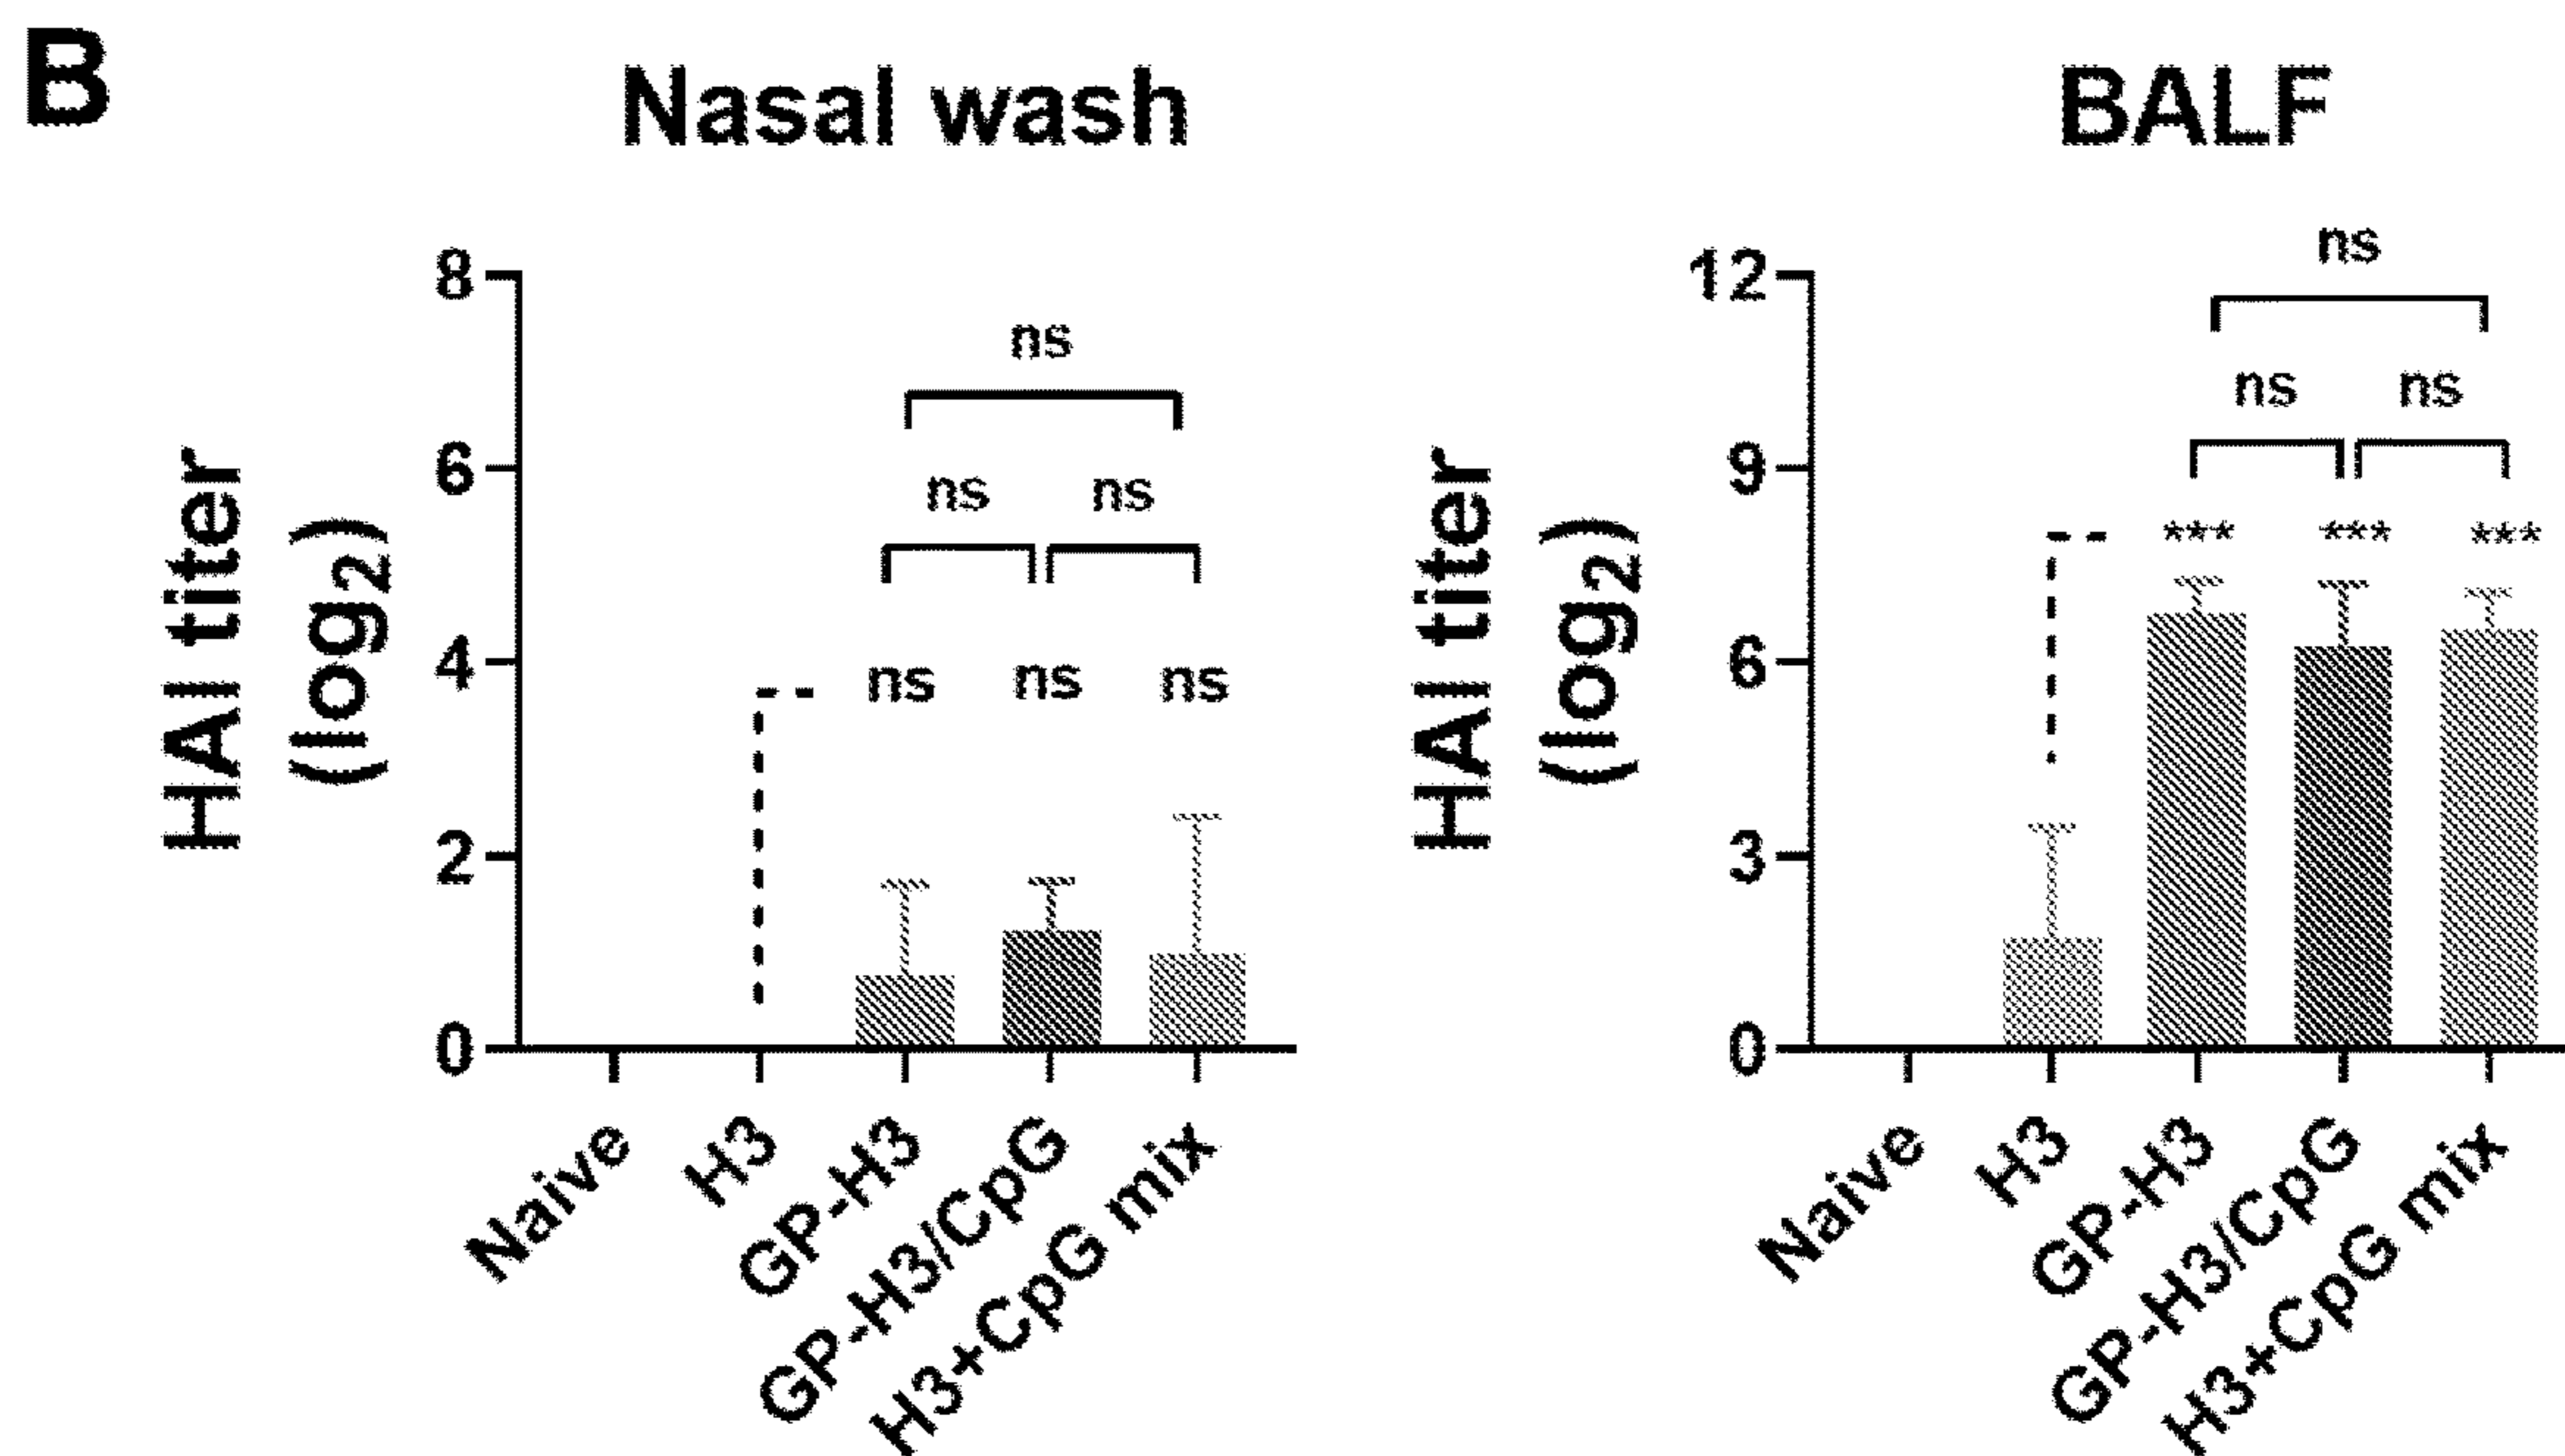 B
Nasal wash
HAI titer
(log2)
8
6
4
2
0
ns
ns ns
ns ns ns
Naive
H3
GP-H3
GP-H3/CpG
H3+CpG mix
BALF
HAI titer
(log2)
12
9
6
3
0
ns
ns ns
*** *** ***
Naive
H3
GP-H3
GP-H3/CpG
H3+CpG mix